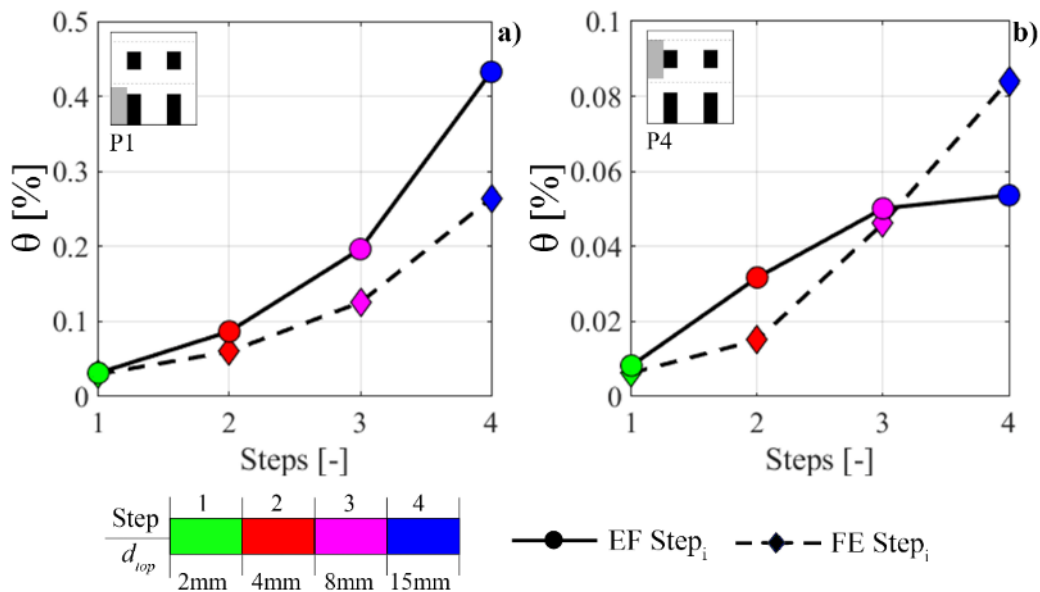 a)
P1
θ [%]
0.5
0.4
0.3
0.2
0.1
0
1 2 3 4
Steps [-]
b)
P4
θ [%]
0.1
0.08
0.06
0.04
0.02
0
1 2 3 4
Steps [-]
Step 1 2 3 4
d_top 2mm 4mm 8mm 15mm
EF Step_i
FE Step_i